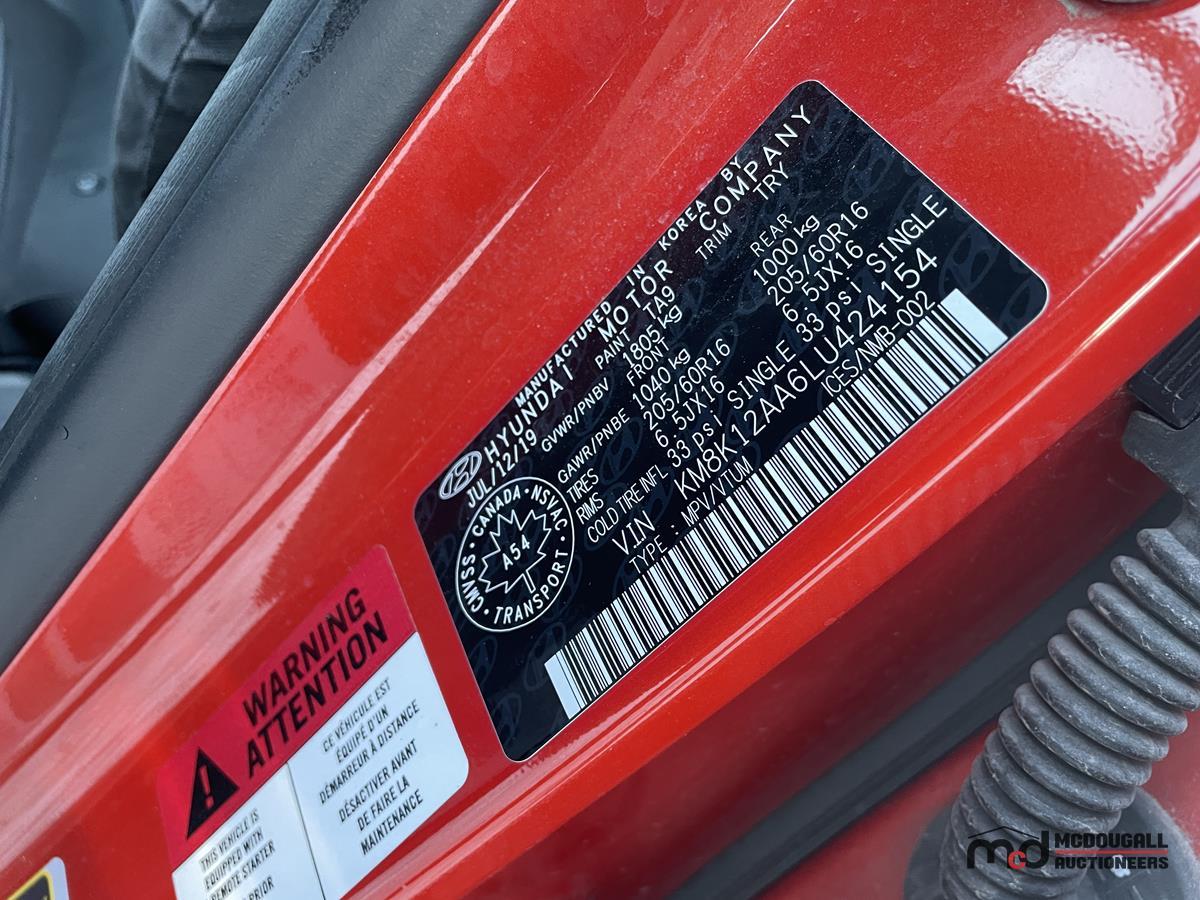 MANUFACTURED IN KOREA BY
HYUNDAI MOTOR COMPANY
JUL/12/19 PAINT TA9 TRIM TRY
GVWR/PNBV 1805 kg
FRONT REAR
GAWR/PNBE 1040 kg 1000 kg
TIRES 205/60R16 205/60R16
RIMS 6.5JX16 6.5JX16
COLD TIRE INFL 33 psi SINGLE 33 psi SINGLE
VIN KM8K12AA6LU424154
TYPE : MPV/VTUM ICES/NMB-002
CANADA · NSVAC · TRANSPORT · CMVSS ·
A54
WARNING
ATTENTION
THIS VEHICLE IS
EQUIPPED WITH
REMOTE STARTER
PRIOR
CE VÉHICULE EST
ÉQUIPÉ D'UN
DÉMARREUR À DISTANCE
DÉSACTIVER AVANT
DE FAIRE LA
MAINTENANCE
mcd MCDOUGALL
AUCTIONEERS